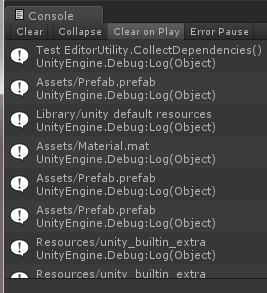 Console
Clear Collapse Clear on Play Error Pause
Test EditorUtility.CollectDependencies()
UnityEngine.Debug:Log(Object)
Assets/Prefab.prefab
UnityEngine.Debug:Log(Object)
Library/unity default resources
UnityEngine.Debug:Log(Object)
Assets/Material.mat
UnityEngine.Debug:Log(Object)
Assets/Prefab.prefab
UnityEngine.Debug:Log(Object)
Assets/Prefab.prefab
UnityEngine.Debug:Log(Object)
Resources/unity_builtin_extra
UnityEngine.Debug:Log(Object)
Resources/unity_builtin_extra